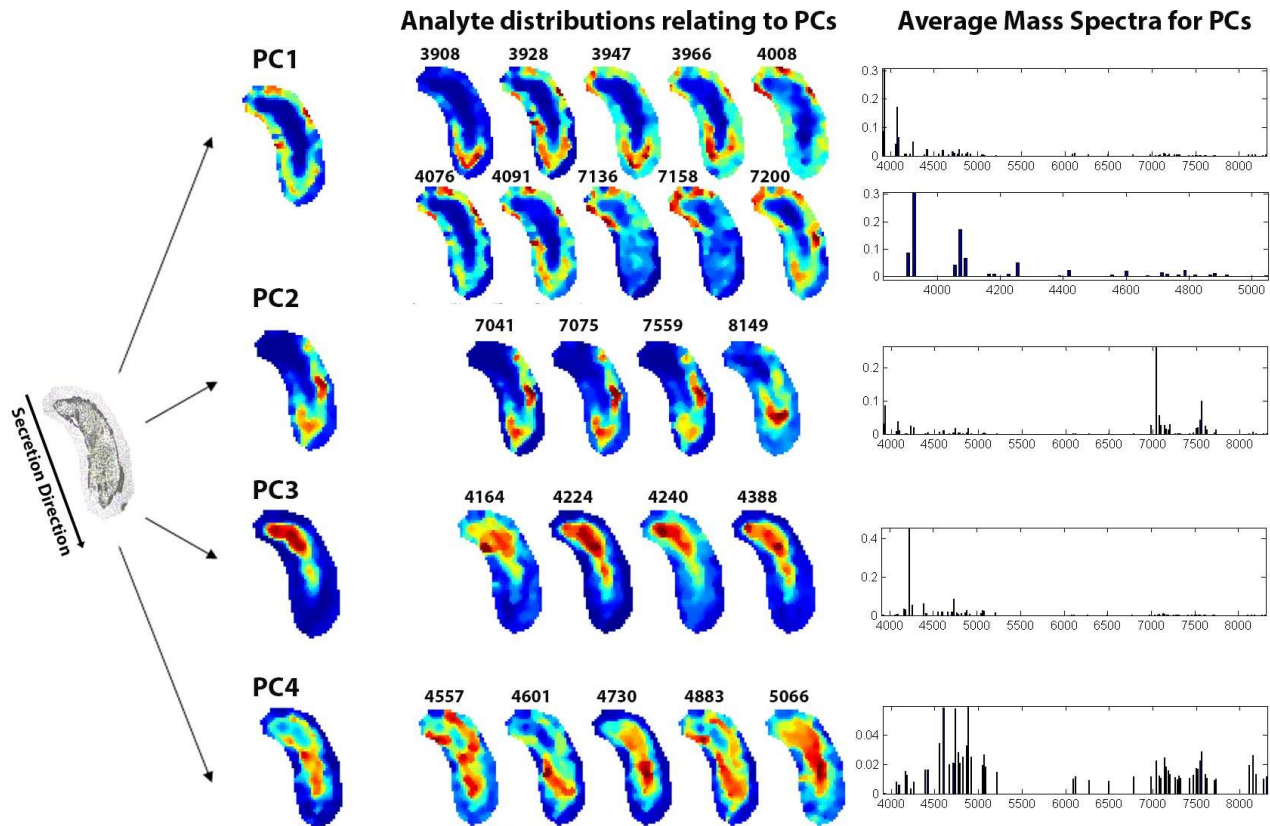 Analyte distributions relating to PCs
Average Mass Spectra for PCs
PC1
3908 3928 3947 3966 4008
4076 4091 7136 7158 7200
0.3
0.2
0.1
0
4000 4500 5000 5500 6000 6500 7000 7500 8000
0.3
0.2
0.1
0
4000 4200 4400 4600 4800 5000
PC2
7041 7075 7559 8149
0.2
0.1
0
4000 4500 5000 5500 6000 6500 7000 7500 8000
Secretion Direction
PC3
4164 4224 4240 4388
0.4
0.2
0
4000 4500 5000 5500 6000 6500 7000 7500 8000
PC4
4557 4601 4730 4883 5066
0.04
0.02
0
4000 4500 5000 5500 6000 6500 7000 7500 8000